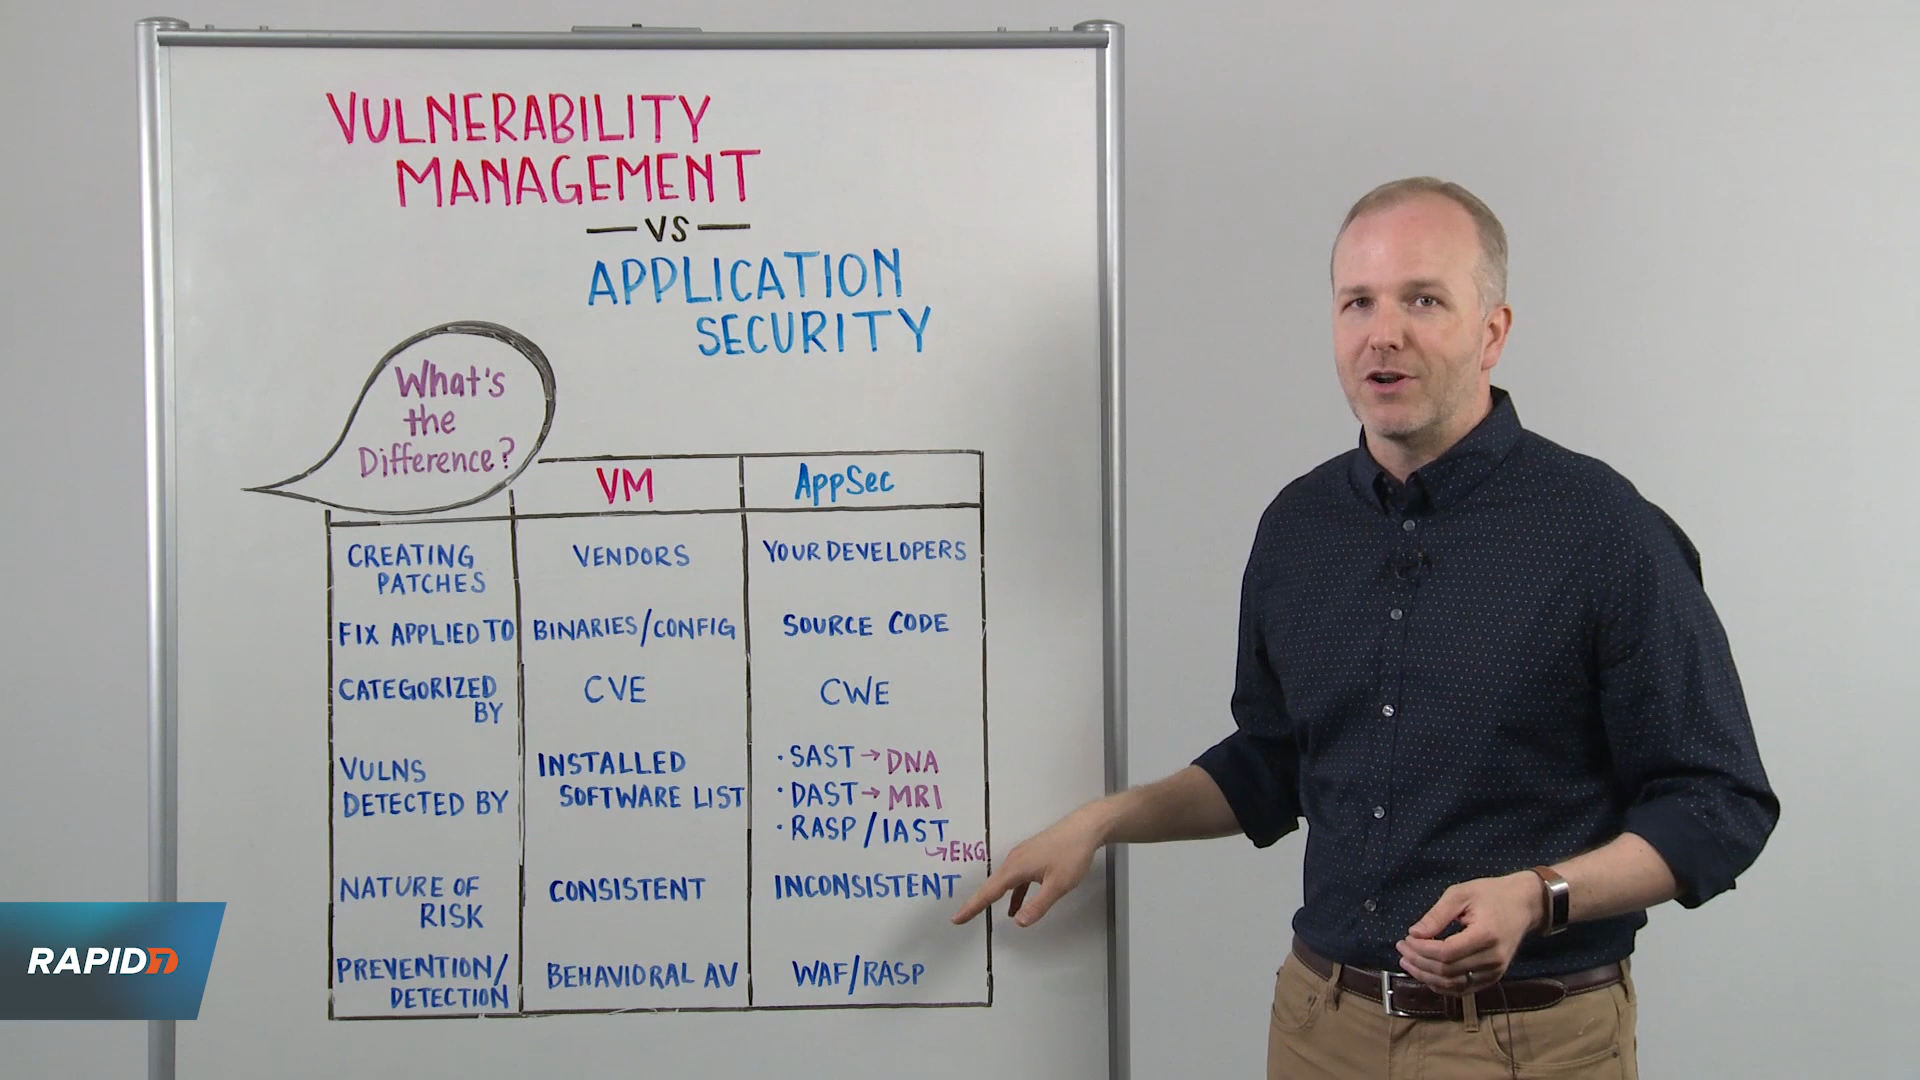 VULNERABILITY
MANAGEMENT
— VS —
APPLICATION
SECURITY
What's
the
Difference?
VM
AppSec
CREATING
PATCHES
VENDORS
YOUR DEVELOPERS
FIX APPLIED TO
BINARIES/CONFIG
SOURCE CODE
CATEGORIZED
BY
CVE
CWE
VULNS
DETECTED BY
INSTALLED
SOFTWARE LIST
· SAST → DNA
· DAST → MRI
· RASP / IAST
↪ EKG
NATURE OF
RISK
CONSISTENT
INCONSISTENT
PREVENTION/
DETECTION
BEHAVIORAL AV
WAF/RASP
RAPID7